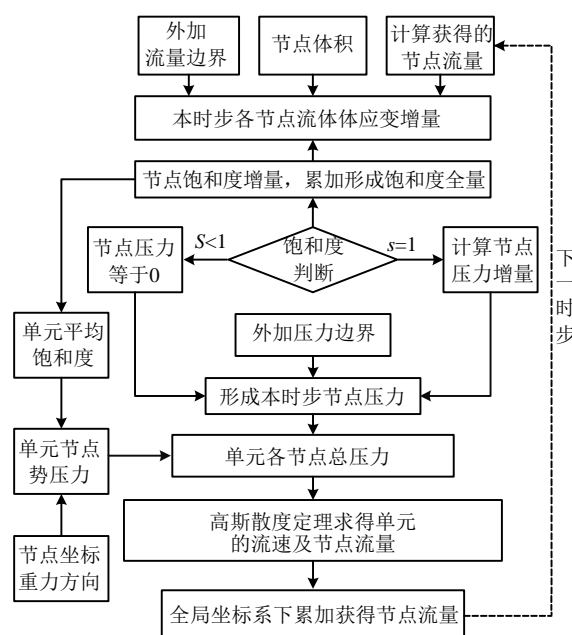 外加
流量边界
节点体积
计算获得的
节点流量
本时步各节点流体体应变增量
节点饱和度增量，累加形成饱和度全量
S<1
饱和度
判断
s=1
节点压力
等于0
计算节点
压力增量
下
一
时
步
单元平均
饱和度
外加压力边界
形成本时步节点压力
单元节点
势压力
单元各节点总压力
高斯散度定理求得单元
的流速及节点流量
节点坐标
重力方向
全局坐标系下累加获得节点流量